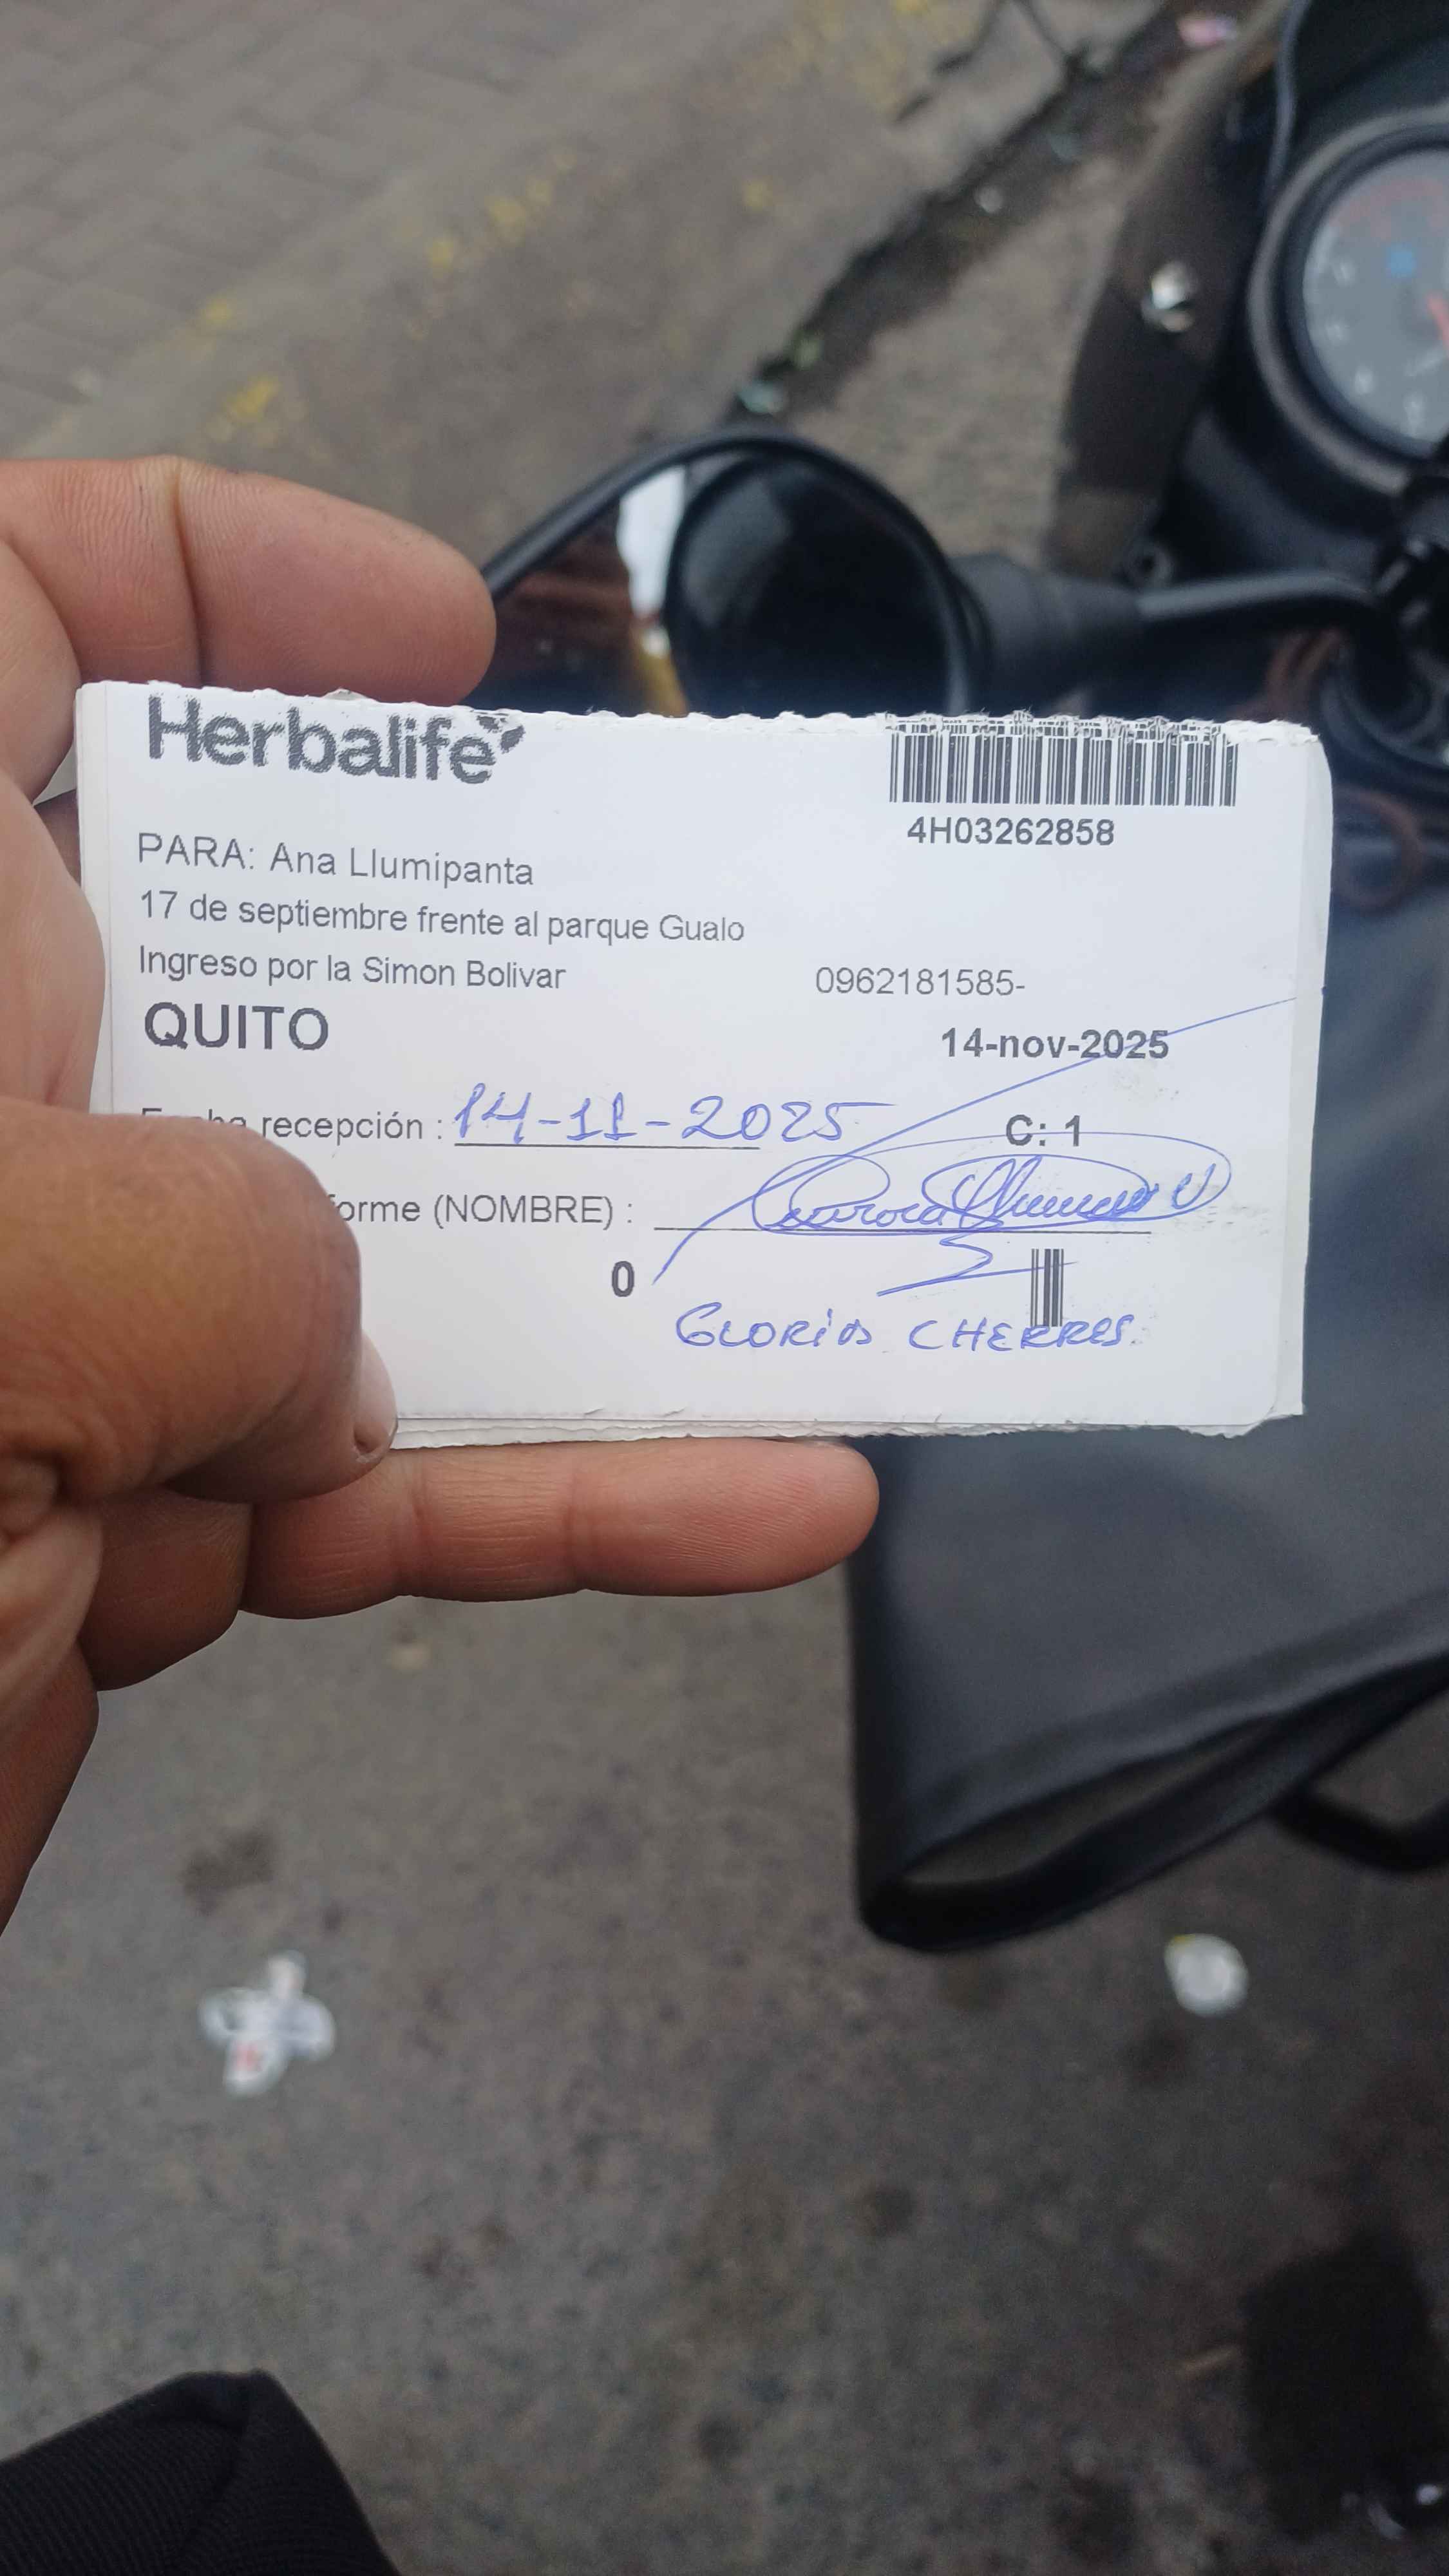 Herbalife
4H03262858
PARA: Ana Llumipanta
17 de septiembre frente al parque Gualo
Ingreso por la Simon Bolivar 0962181585-
QUITO 14-nov-2025
recepción : 14-11-2025 C: 1
forme (NOMBRE) :
0
GLORIA CHERRES